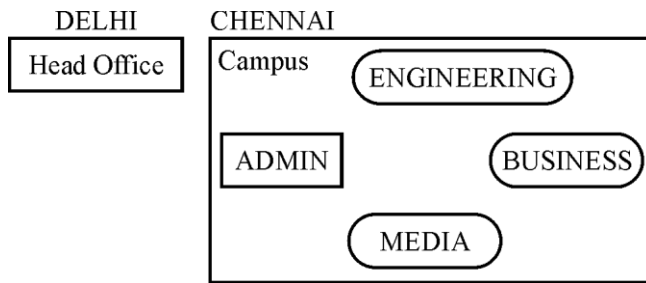 DELHI
CHENNAI
Head Office
Campus
ENGINEERING
ADMIN
BUSINESS
MEDIA